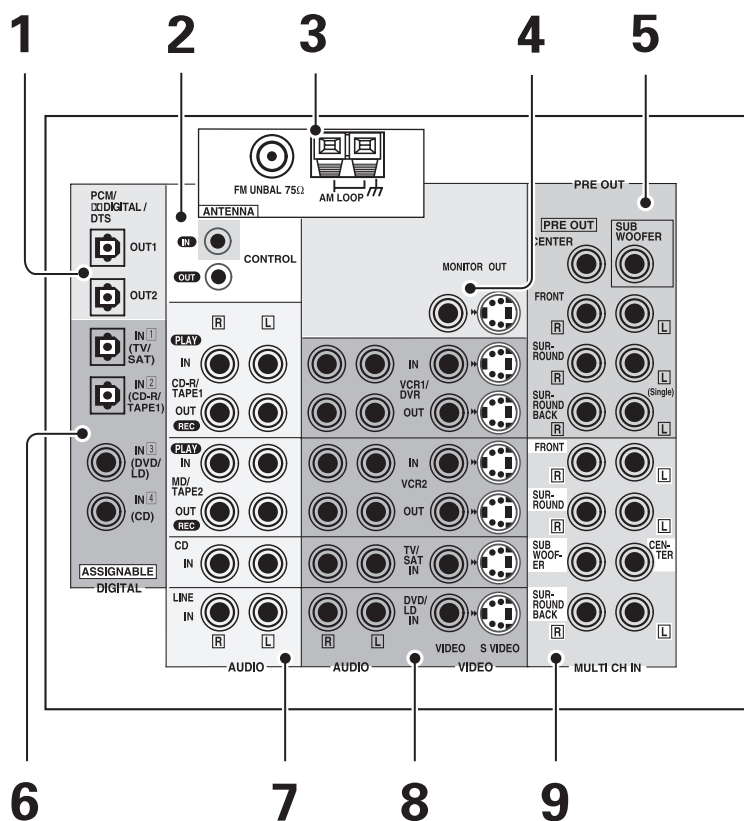 1
2
3
4
5
FM UNBAL 75Ω
AM LOOP
ANTENNA
PCM/
DIGITAL /
DTS
OUT1
OUT2
IN 1
(TV/
SAT)
IN 2
(CD-R/
TAPE1)
IN 3
(DVD/
LD)
IN 4
(CD)
ASSIGNABLE
DIGITAL
IN
OUT
CONTROL
R L
PLAY
IN
CD-R/
TAPE1
OUT
REC
PLAY
IN
MD/
TAPE2
OUT
REC
CD
IN
LINE
IN
R L
AUDIO
MONITOR OUT
IN
VCR1/
DVR
OUT
IN
VCR2
OUT
TV/
SAT
IN
DVD/
LD
IN
R L
VIDEO S VIDEO
AUDIO
VIDEO
PRE OUT
PRE OUT
CENTER
SUB
WOOFER
FRONT
R L
SUR-
ROUND
R L
SUR-
ROUND
BACK
(Single)
R L
FRONT
R L
SUR-
ROUND
R L
SUB
WOOF-
ER
CEN-
TER
SUR-
ROUND
BACK
R L
MULTI CH IN
6
7
8
9